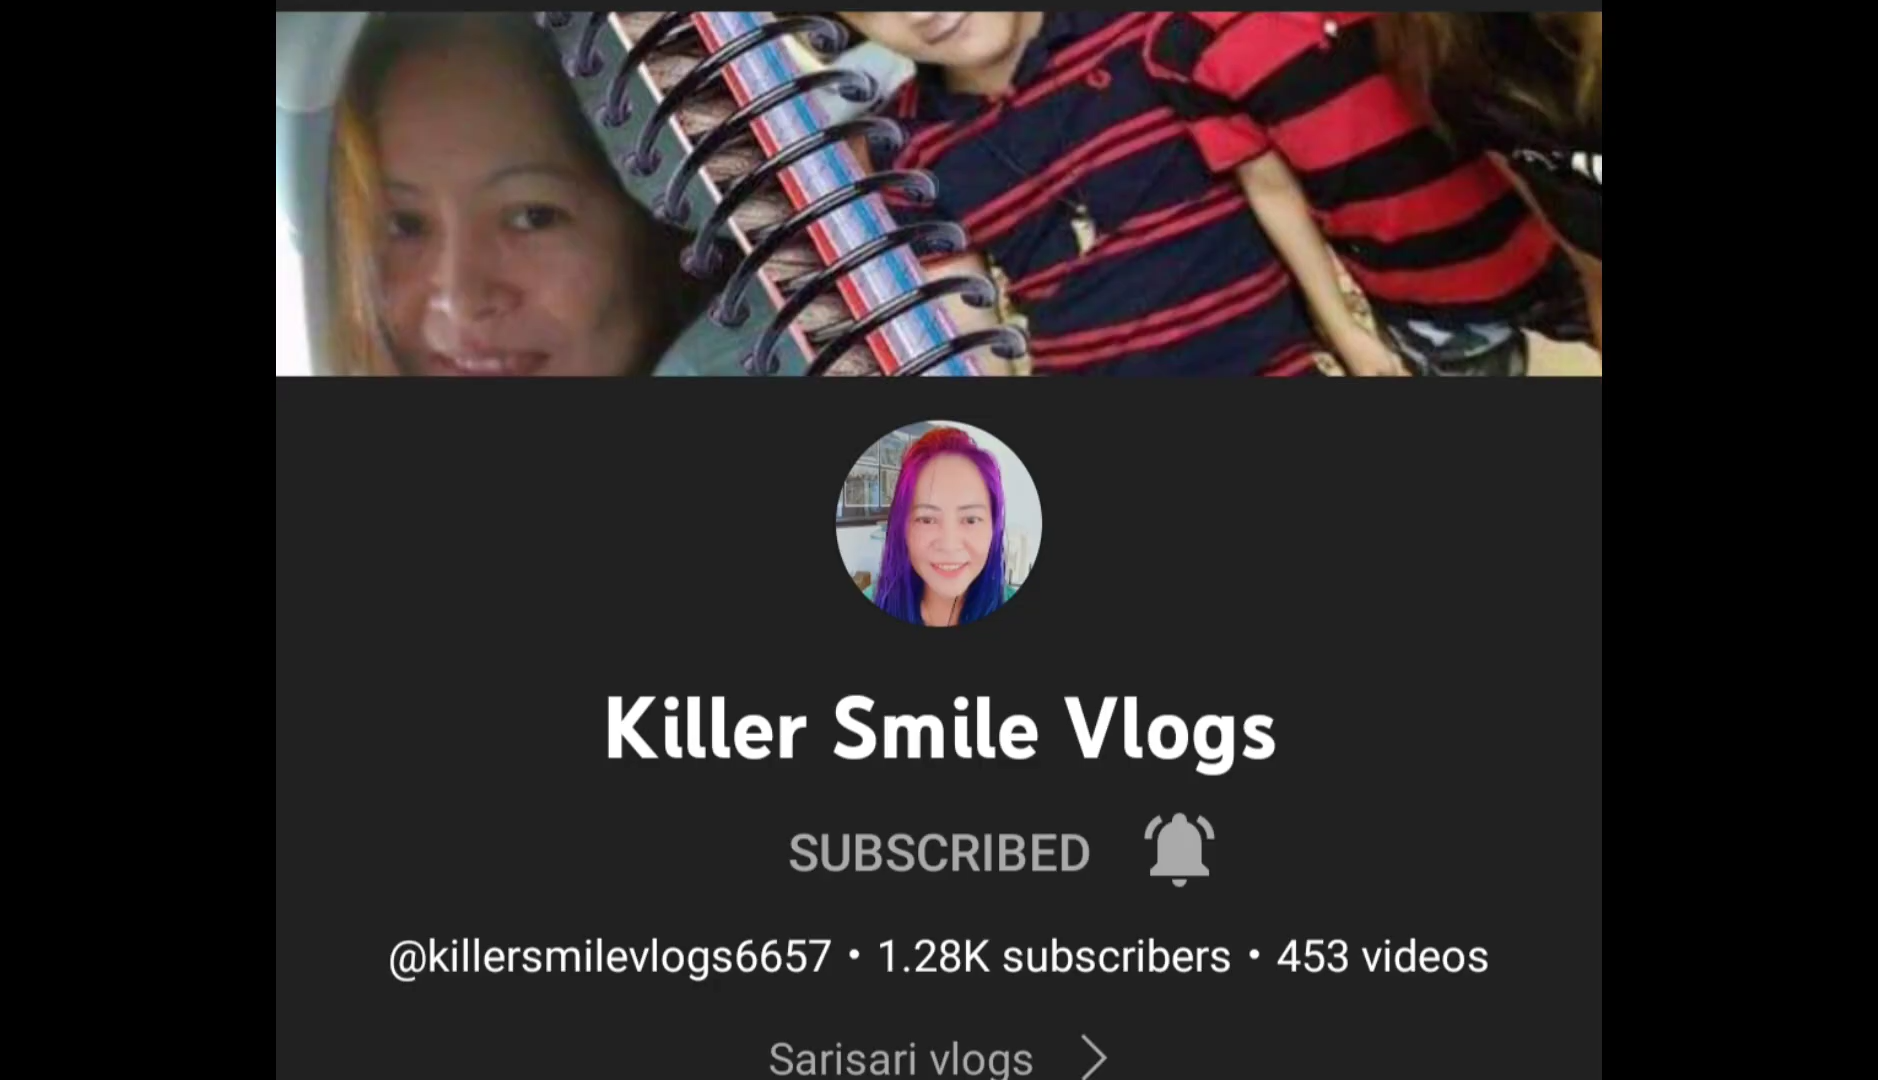 Killer Smile Vlogs
SUBSCRIBED
@killersmilevlogs6657 • 1.28K subscribers • 453 videos
Sarisari vlogs